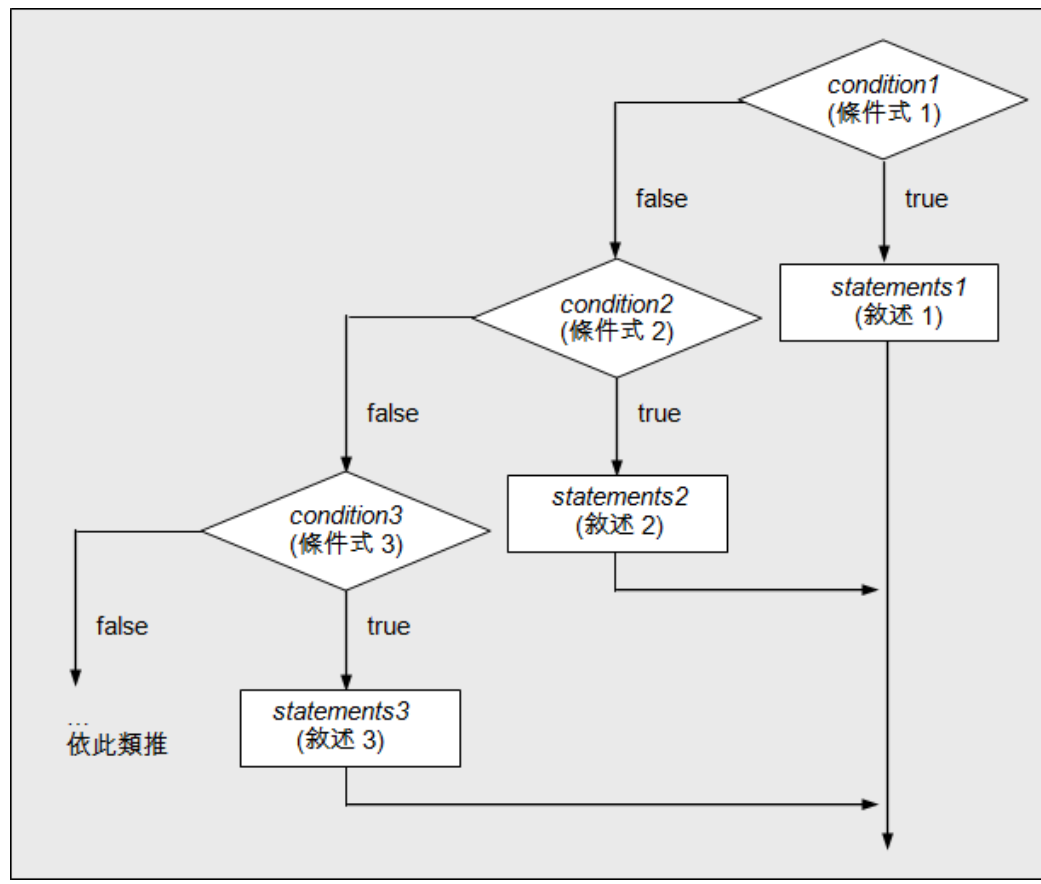 condition1
(條件式 1)
false
true
condition2
(條件式 2)
statements1
(敘述 1)
false
true
condition3
(條件式 3)
statements2
(敘述 2)
false
true
statements3
(敘述 3)
...
依此類推